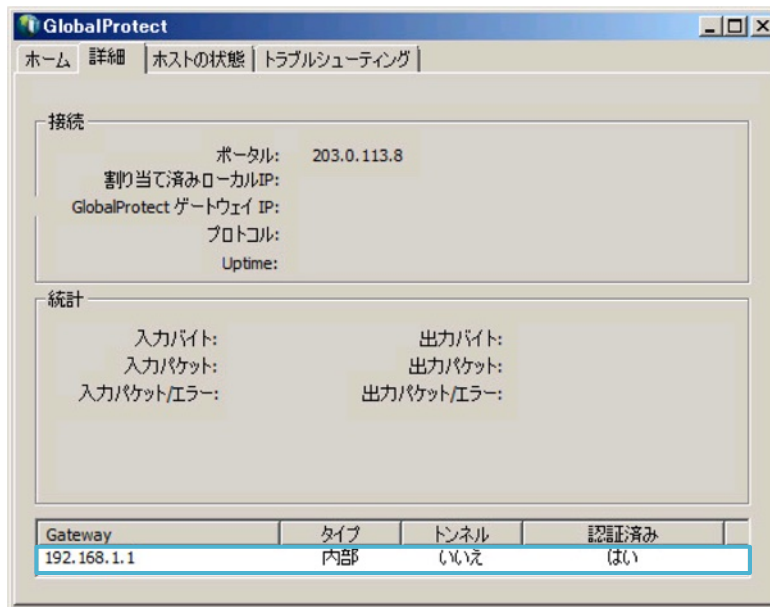 GlobalProtect
ホーム 詳細 ホストの状態 トラブルシューティング
接続
ポータル: 203.0.113.8
割り当て済みローカルIP:
GlobalProtect ゲートウェイ IP:
プロトコル:
Uptime:
統計
入力バイト: 出力バイト:
入力パケット: 出力パケット:
入力パケット/エラー: 出力パケット/エラー:
Gateway タイプ トンネル 認証済み
192.168.1.1 内部 いいえ はい